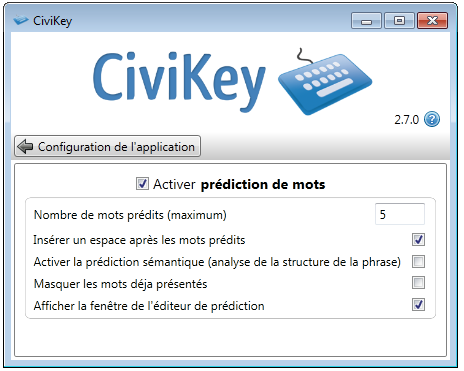 CiviKey
CiviKey
2.7.0 ?
Configuration de l'application
Activer prédiction de mots
Nombre de mots prédits (maximum) 5
Insérer un espace après les mots prédits
Activer la prédiction sémantique (analyse de la structure de la phrase)
Masquer les mots déja présentés
Afficher la fenêtre de l'éditeur de prédiction